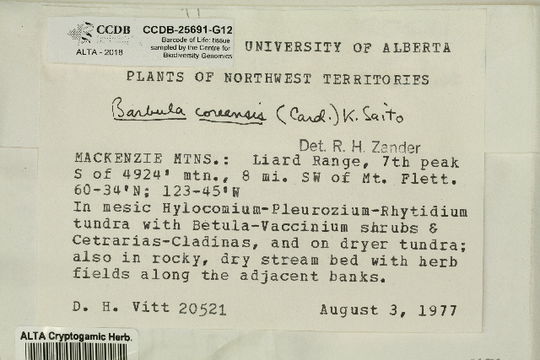 CCDB
ALTA - 2018
CCDB-25691-G12
Barcode of Life: tissue
sampled by the Centre for
Biodiversity Genomics
UNIVERSITY OF ALBERTA
PLANTS OF NORTHWEST TERRITORIES
Barbula coreensis (Card.) K. Saito
Det. R. H. Zander
MACKENZIE MTNS.: Liard Range, 7th peak
S of 4924' mtn., 8 mi. SW of Mt. Flett.
60-34'N; 123-45'W
In mesic Hylocomium-Pleurozium-Rhytidium
tundra with Betula-Vaccinium shrubs &
Cetrarias-Cladinas, and on dryer tundra;
also in rocky, dry stream bed with herb
fields along the adjacent banks.
D. H. Vitt 20521 August 3, 1977
ALTA Cryptogamic Herb.